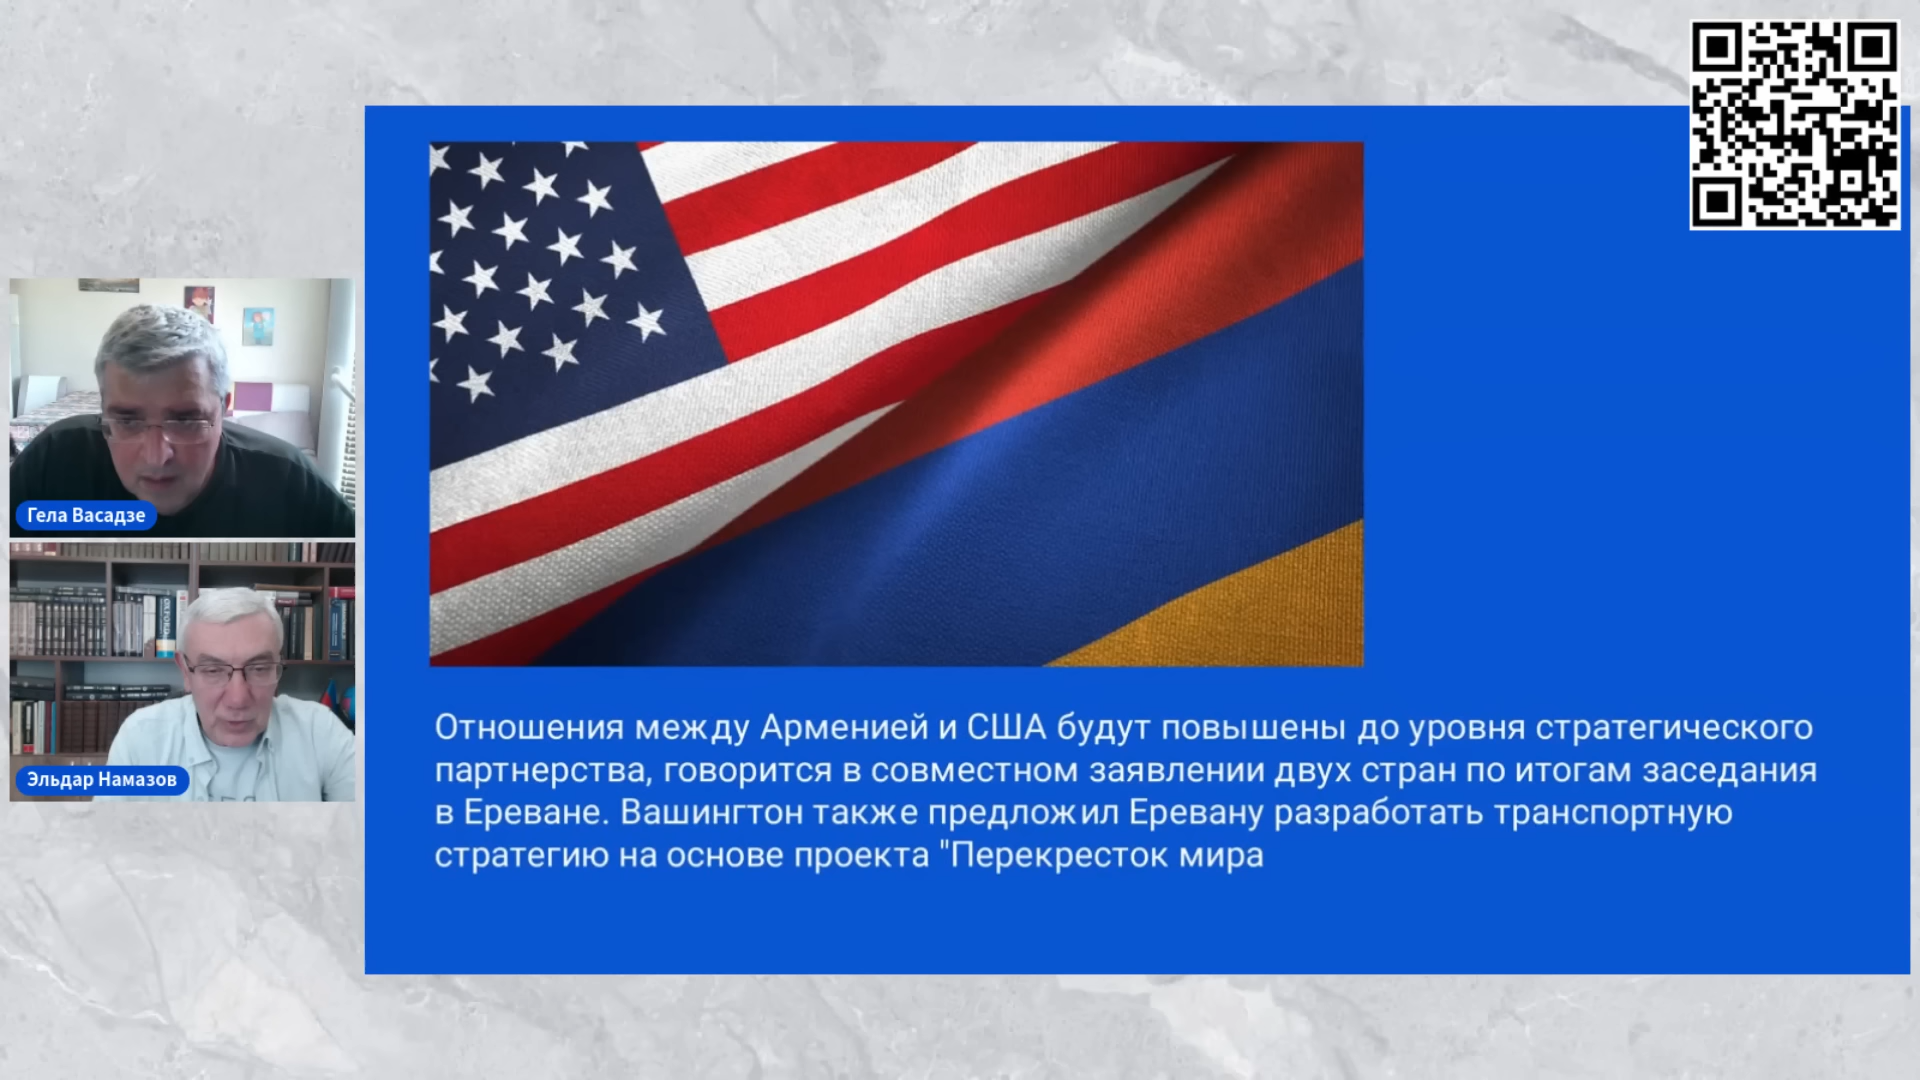 Гела Васадзе
Эльдар Намазов
Отношения между Арменией и США будут повышены до уровня стратегического
партнерства, говорится в совместном заявлении двух стран по итогам заседания
в Ереване. Вашингтон также предложил Еревану разработать транспортную
стратегию на основе проекта "Перекресток мира